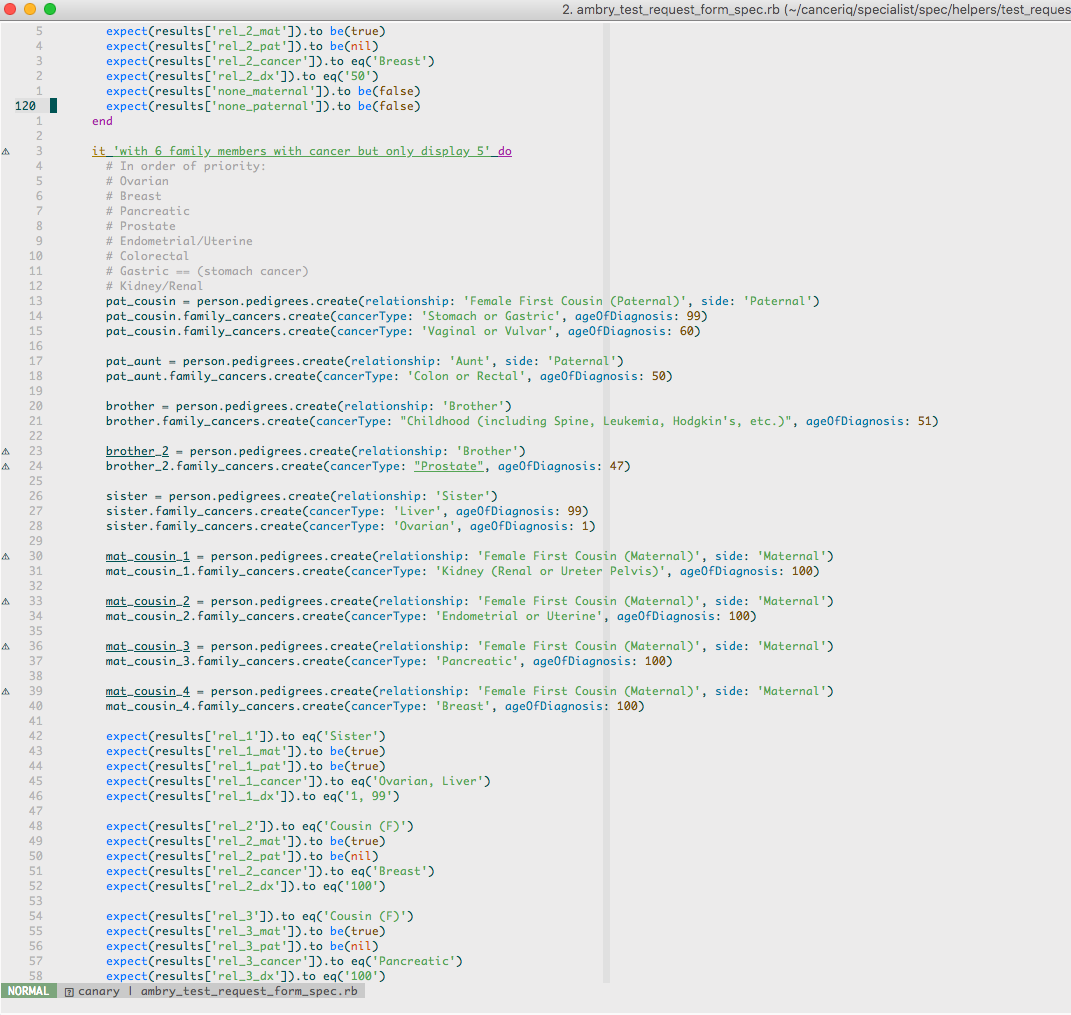 2. ambry_test_request_form_spec.rb (~/canceriq/specialist/spec/helpers/test_reques
5 expect(results['rel_2_mat']).to be(true)
4 expect(results['rel_2_pat']).to be(nil)
3 expect(results['rel_2_cancer']).to eq('Breast')
2 expect(results['rel_2_dx']).to eq('50')
1 expect(results['none_maternal']).to be(false)
120 expect(results['none_paternal']).to be(false)
1 end
2
⚠ 3 it 'with 6 family members with cancer but only display 5' do
4 # In order of priority:
5 # Ovarian
6 # Breast
7 # Pancreatic
8 # Prostate
9 # Endometrial/Uterine
10 # Colorectal
11 # Gastric == (stomach cancer)
12 # Kidney/Renal
13 pat_cousin = person.pedigrees.create(relationship: 'Female First Cousin (Paternal)', side: 'Paternal')
14 pat_cousin.family_cancers.create(cancerType: 'Stomach or Gastric', ageOfDiagnosis: 99)
15 pat_cousin.family_cancers.create(cancerType: 'Vaginal or Vulvar', ageOfDiagnosis: 60)
16
17 pat_aunt = person.pedigrees.create(relationship: 'Aunt', side: 'Paternal')
18 pat_aunt.family_cancers.create(cancerType: 'Colon or Rectal', ageOfDiagnosis: 50)
19
20 brother = person.pedigrees.create(relationship: 'Brother')
21 brother.family_cancers.create(cancerType: "Childhood (including Spine, Leukemia, Hodgkin's, etc.)", ageOfDiagnosis: 51)
22
⚠ 23 brother_2 = person.pedigrees.create(relationship: 'Brother')
⚠ 24 brother_2.family_cancers.create(cancerType: "Prostate", ageOfDiagnosis: 47)
25
26 sister = person.pedigrees.create(relationship: 'Sister')
27 sister.family_cancers.create(cancerType: 'Liver', ageOfDiagnosis: 99)
28 sister.family_cancers.create(cancerType: 'Ovarian', ageOfDiagnosis: 1)
29
⚠ 30 mat_cousin_1 = person.pedigrees.create(relationship: 'Female First Cousin (Maternal)', side: 'Maternal')
31 mat_cousin_1.family_cancers.create(cancerType: 'Kidney (Renal or Ureter Pelvis)', ageOfDiagnosis: 100)
32
⚠ 33 mat_cousin_2 = person.pedigrees.create(relationship: 'Female First Cousin (Maternal)', side: 'Maternal')
34 mat_cousin_2.family_cancers.create(cancerType: 'Endometrial or Uterine', ageOfDiagnosis: 100)
35
⚠ 36 mat_cousin_3 = person.pedigrees.create(relationship: 'Female First Cousin (Maternal)', side: 'Maternal')
37 mat_cousin_3.family_cancers.create(cancerType: 'Pancreatic', ageOfDiagnosis: 100)
38
⚠ 39 mat_cousin_4 = person.pedigrees.create(relationship: 'Female First Cousin (Maternal)', side: 'Maternal')
40 mat_cousin_4.family_cancers.create(cancerType: 'Breast', ageOfDiagnosis: 100)
41
42 expect(results['rel_1']).to eq('Sister')
43 expect(results['rel_1_mat']).to be(true)
44 expect(results['rel_1_pat']).to be(true)
45 expect(results['rel_1_cancer']).to eq('Ovarian, Liver')
46 expect(results['rel_1_dx']).to eq('1, 99')
47
48 expect(results['rel_2']).to eq('Cousin (F)')
49 expect(results['rel_2_mat']).to be(true)
50 expect(results['rel_2_pat']).to be(nil)
51 expect(results['rel_2_cancer']).to eq('Breast')
52 expect(results['rel_2_dx']).to eq('100')
53
54 expect(results['rel_3']).to eq('Cousin (F)')
55 expect(results['rel_3_mat']).to be(true)
56 expect(results['rel_3_pat']).to be(nil)
57 expect(results['rel_3_cancer']).to eq('Pancreatic')
58 expect(results['rel_3_dx']).to eq('100')
NORMAL ? canary | ambry_test_request_form_spec.rb